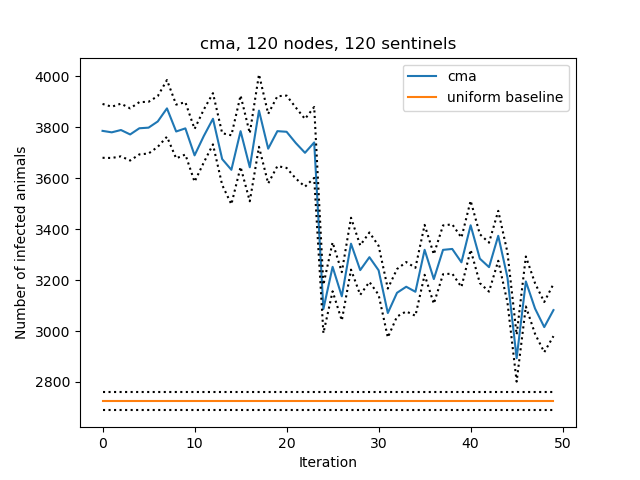 cma, 120 nodes, 120 sentinels
cma
uniform baseline
Number of infected animals
4000
3800
3600
3400
3200
3000
2800
0 10 20 30 40 50
Iteration